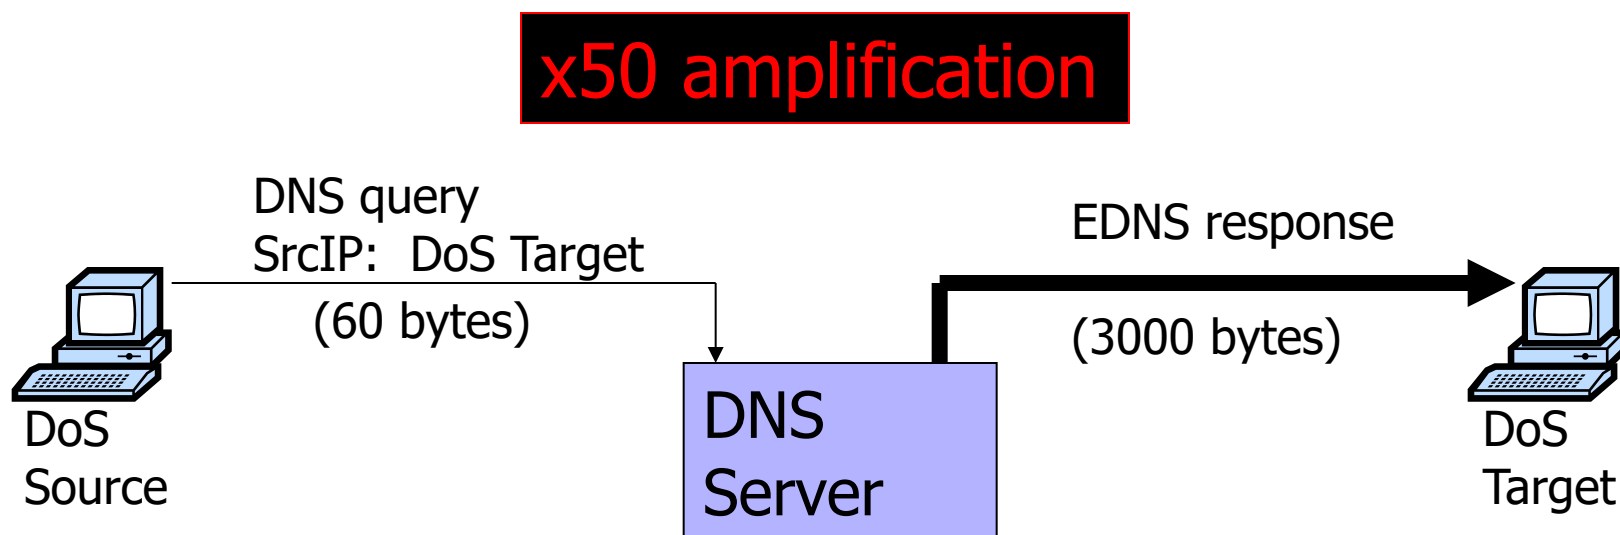 x50 amplification
DNS query
SrcIP: DoS Target
(60 bytes)
EDNS response
(3000 bytes)
DoS
Source
DNS
Server
DoS
Target